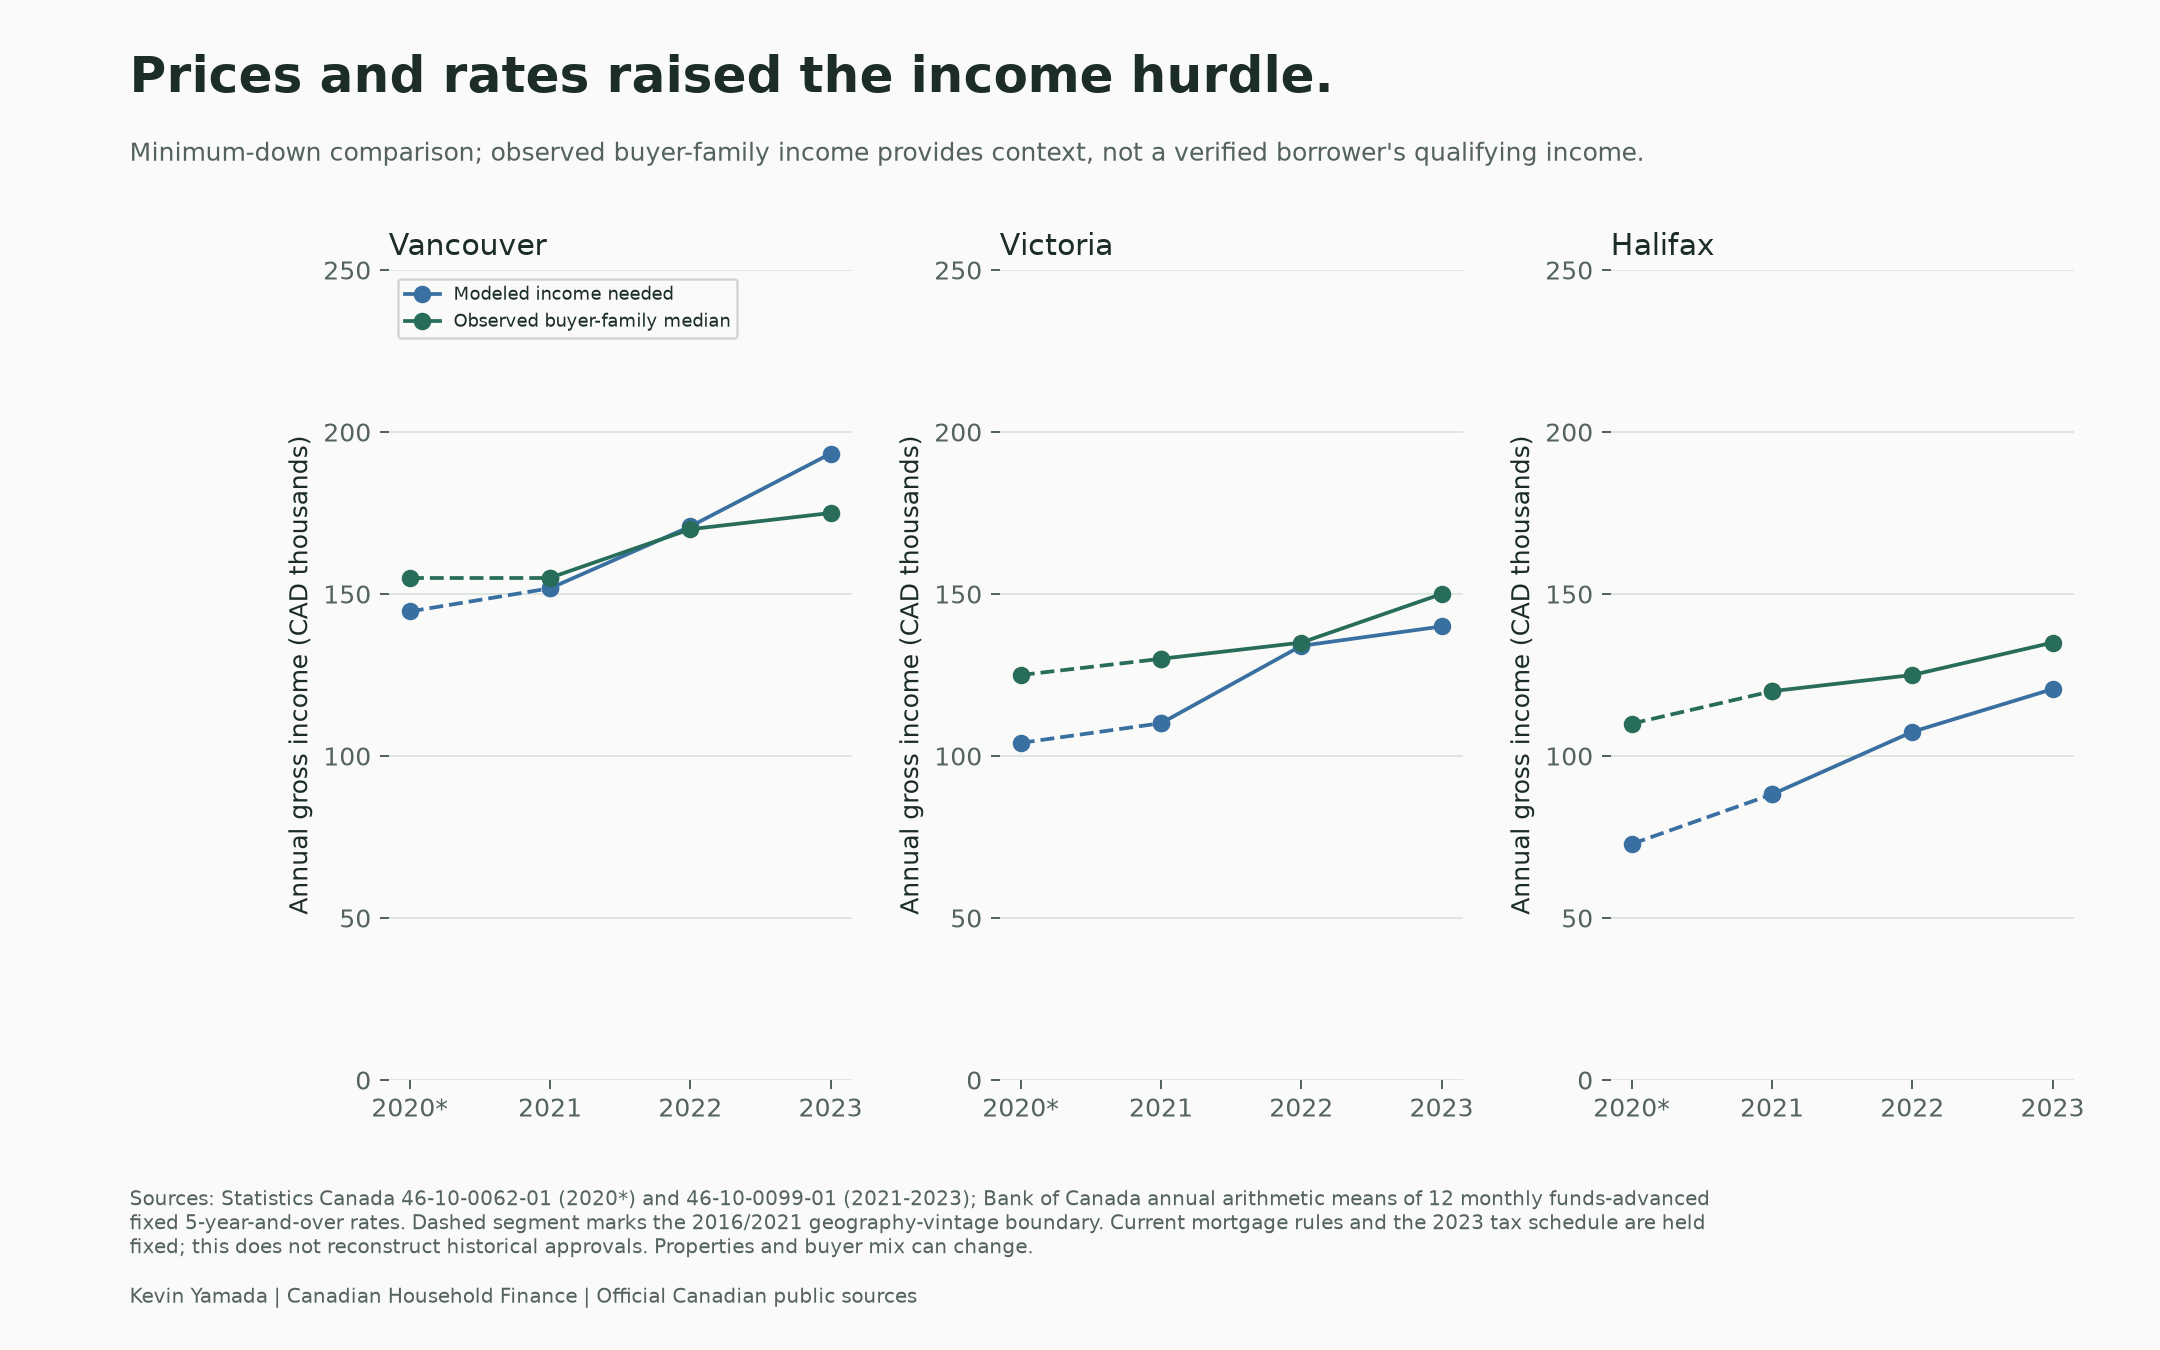 Prices and rates raised the income hurdle.
Minimum-down comparison; observed buyer-family income provides context, not a verified borrower's qualifying income.
Vancouver
Annual gross income (CAD thousands)
250
200
150
100
50
0
Modeled income needed
Observed buyer-family median
2020*
2021
2022
2023
Victoria
Annual gross income (CAD thousands)
250
200
150
100
50
0
2020*
2021
2022
2023
Halifax
Annual gross income (CAD thousands)
250
200
150
100
50
0
2020*
2021
2022
2023
Sources: Statistics Canada 46-10-0062-01 (2020*) and 46-10-0099-01 (2021-2023); Bank of Canada annual arithmetic means of 12 monthly funds-advanced
fixed 5-year-and-over rates. Dashed segment marks the 2016/2021 geography-vintage boundary. Current mortgage rules and the 2023 tax schedule are held
fixed; this does not reconstruct historical approvals. Properties and buyer mix can change.
Kevin Yamada | Canadian Household Finance | Official Canadian public sources